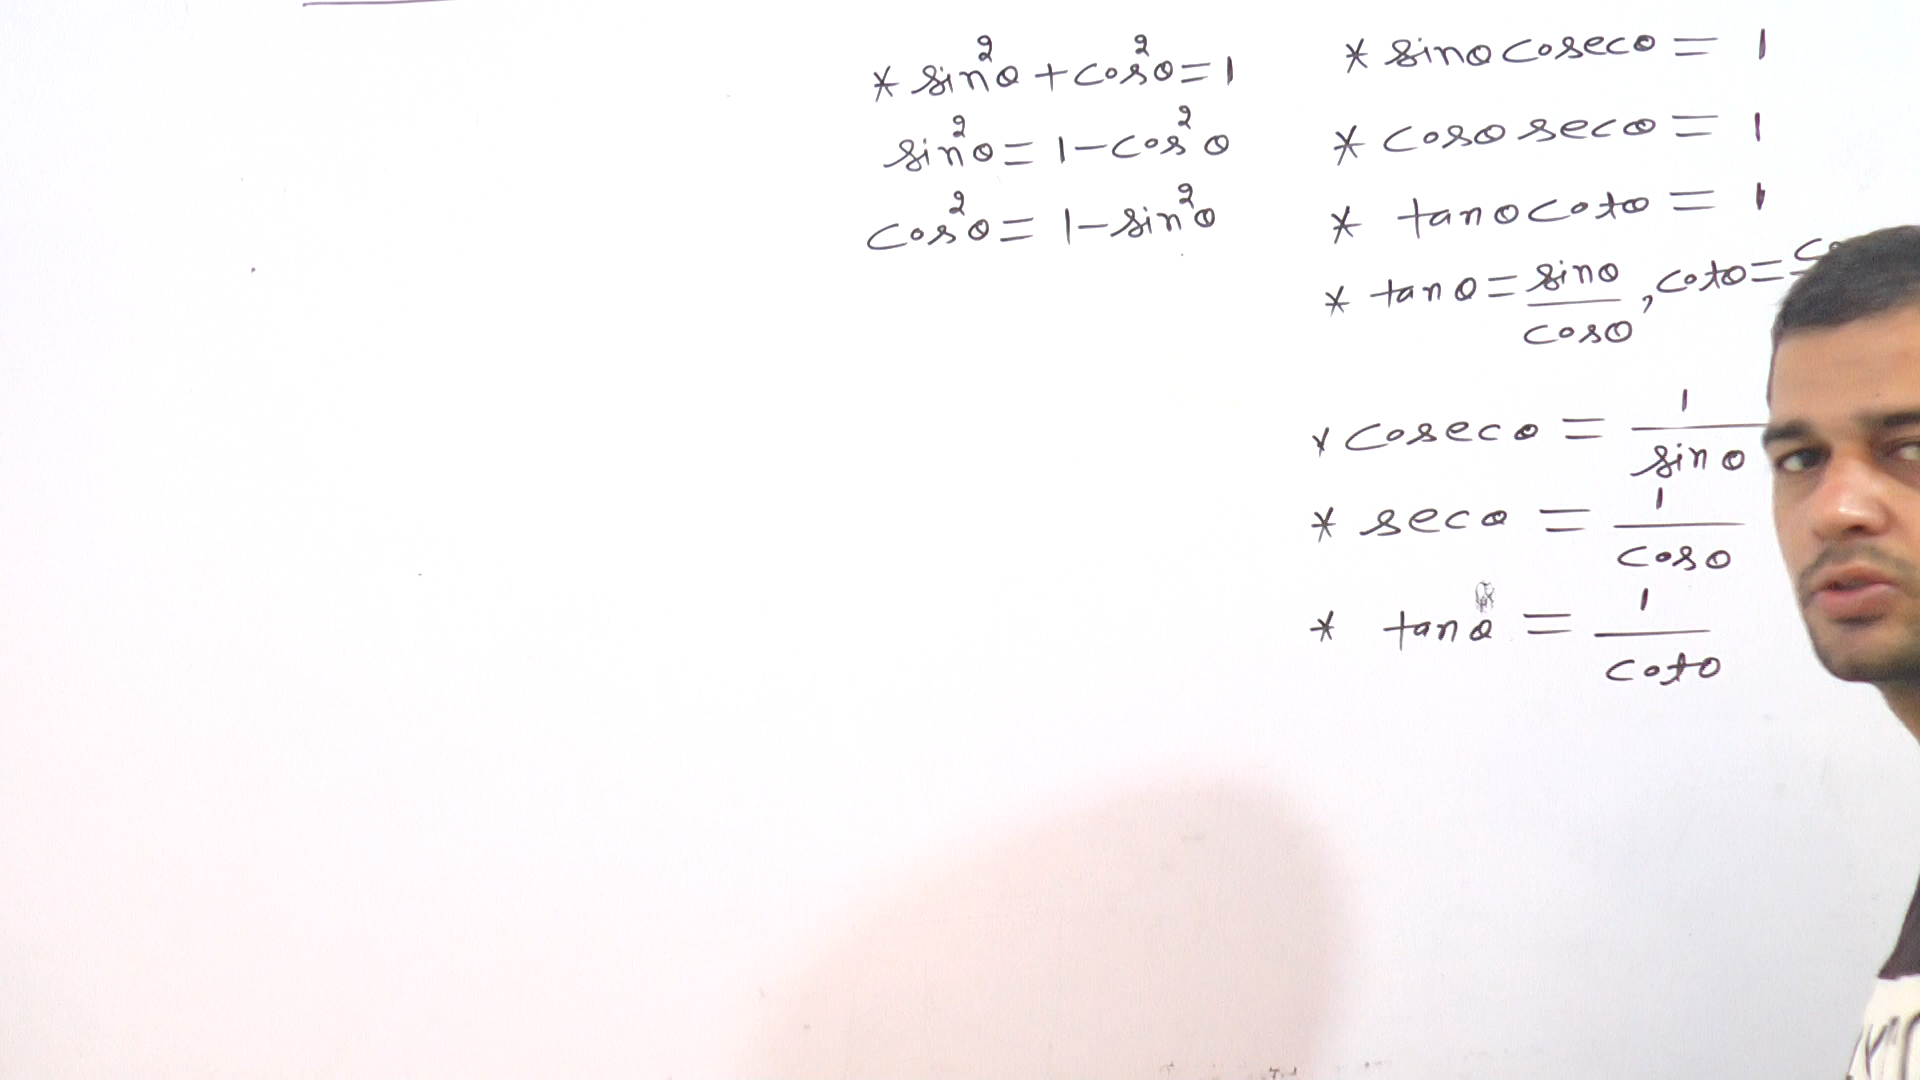 * sin²θ + cos²θ = 1
sin²θ = 1 - cos²θ
cos²θ = 1 - sin²θ
* sinθ cosecθ = 1
* cosθ secθ = 1
* tanθ cotθ = 1
* tanθ = sinθ/cosθ , cotθ =
* cosecθ = 1/sinθ
* secθ = 1/cosθ
* tanθ = 1/cotθ